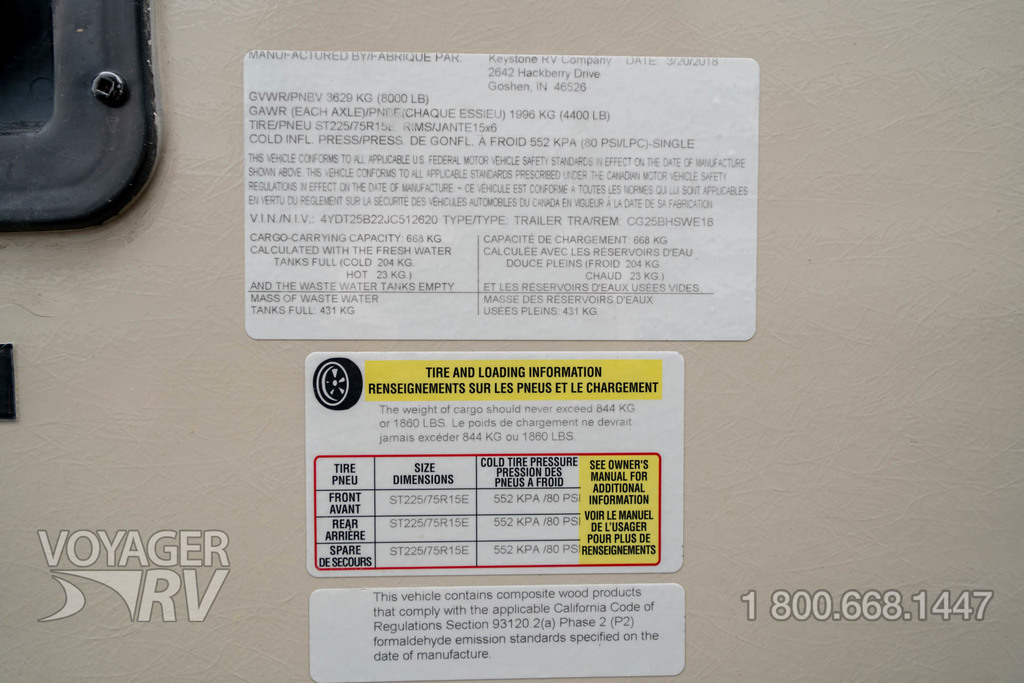 MANUFACTURED BY/FABRIQUE PAR: Keystone RV Company DATE: 3/20/2018
2642 Hackberry Drive
Goshen, IN 46526
GVWR/PNBV 3629 KG (8000 LB)
GAWR (EACH AXLE)/PNBE(CHAQUE ESSIEU) 1996 KG (4400 LB)
TIRE/PNEU ST225/75R15E RIMS/JANTE15x6
COLD INFL. PRESS/PRESS. DE GONFL. À FROID 552 KPA (80 PSI/LPC)-SINGLE
THIS VEHICLE CONFORMS TO ALL APPLICABLE U.S. FEDERAL MOTOR VEHICLE SAFETY STANDARDS IN EFFECT ON THE DATE OF MANUFACTURE
SHOWN ABOVE. THIS VEHICLE CONFORMS TO ALL APPLICABLE STANDARDS PRESCRIBED UNDER THE CANADIAN MOTOR VEHICLE SAFETY
REGULATIONS IN EFFECT ON THE DATE OF MANUFACTURE - CE VÉHICULE EST CONFORME À TOUTES LES NORMES QUI LUI SONT APPLICABLES
EN VERTU DU RÈGLEMENT SUR LA SÉCURITÉ DES VÉHICULES AUTOMOBILES DU CANADA EN VIGUEUR À LA DATE DE SA FABRICATION
V.I.N./N.I.V.: 4YDT25B22JC512620 TYPE/TYPE: TRAILER TRA/REM: CG25BHSWE18
CARGO-CARRYING CAPACITY: 668 KG
CALCULATED WITH THE FRESH WATER
TANKS FULL (COLD 204 KG.
HOT 23 KG.)
AND THE WASTE WATER TANKS EMPTY
MASS OF WASTE WATER
TANKS FULL: 431 KG
CAPACITÉ DE CHARGEMENT: 668 KG
CALCULÉE AVEC LES RÉSERVOIRS D'EAU
DOUCE PLEINS (FROID 204 KG.
CHAUD 23 KG.)
ET LES RÉSERVOIRS D'EAUX USÉES VIDES.
MASSE DES RÉSERVOIRS D'EAUX
USÉES PLEINS: 431 KG.
TIRE AND LOADING INFORMATION
RENSEIGNEMENTS SUR LES PNEUS ET LE CHARGEMENT
The weight of cargo should never exceed 844 KG
or 1860 LBS. Le poids de chargement ne devrait
jamais excéder 844 KG ou 1860 LBS.
TIRE
PNEU
SIZE
DIMENSIONS
COLD TIRE PRESSURE
PRESSION DES
PNEUS A FROID
FRONT
AVANT
ST225/75R15E 552 KPA /80 PSI
REAR
ARRIÈRE
ST225/75R15E 552 KPA /80 PSI
SPARE
DE SECOURS
ST225/75R15E 552 KPA /80 PSI
SEE OWNER'S
MANUAL FOR
ADDITIONAL
INFORMATION
VOIR LE MANUEL
DE L'USAGER
POUR PLUS DE
RENSEIGNEMENTS
This vehicle contains composite wood products
that comply with the applicable California Code of
Regulations Section 93120.2(a) Phase 2 (P2)
formaldehyde emission standards specified on the
date of manufacture.
VOYAGER
RV
1 800.668.1447